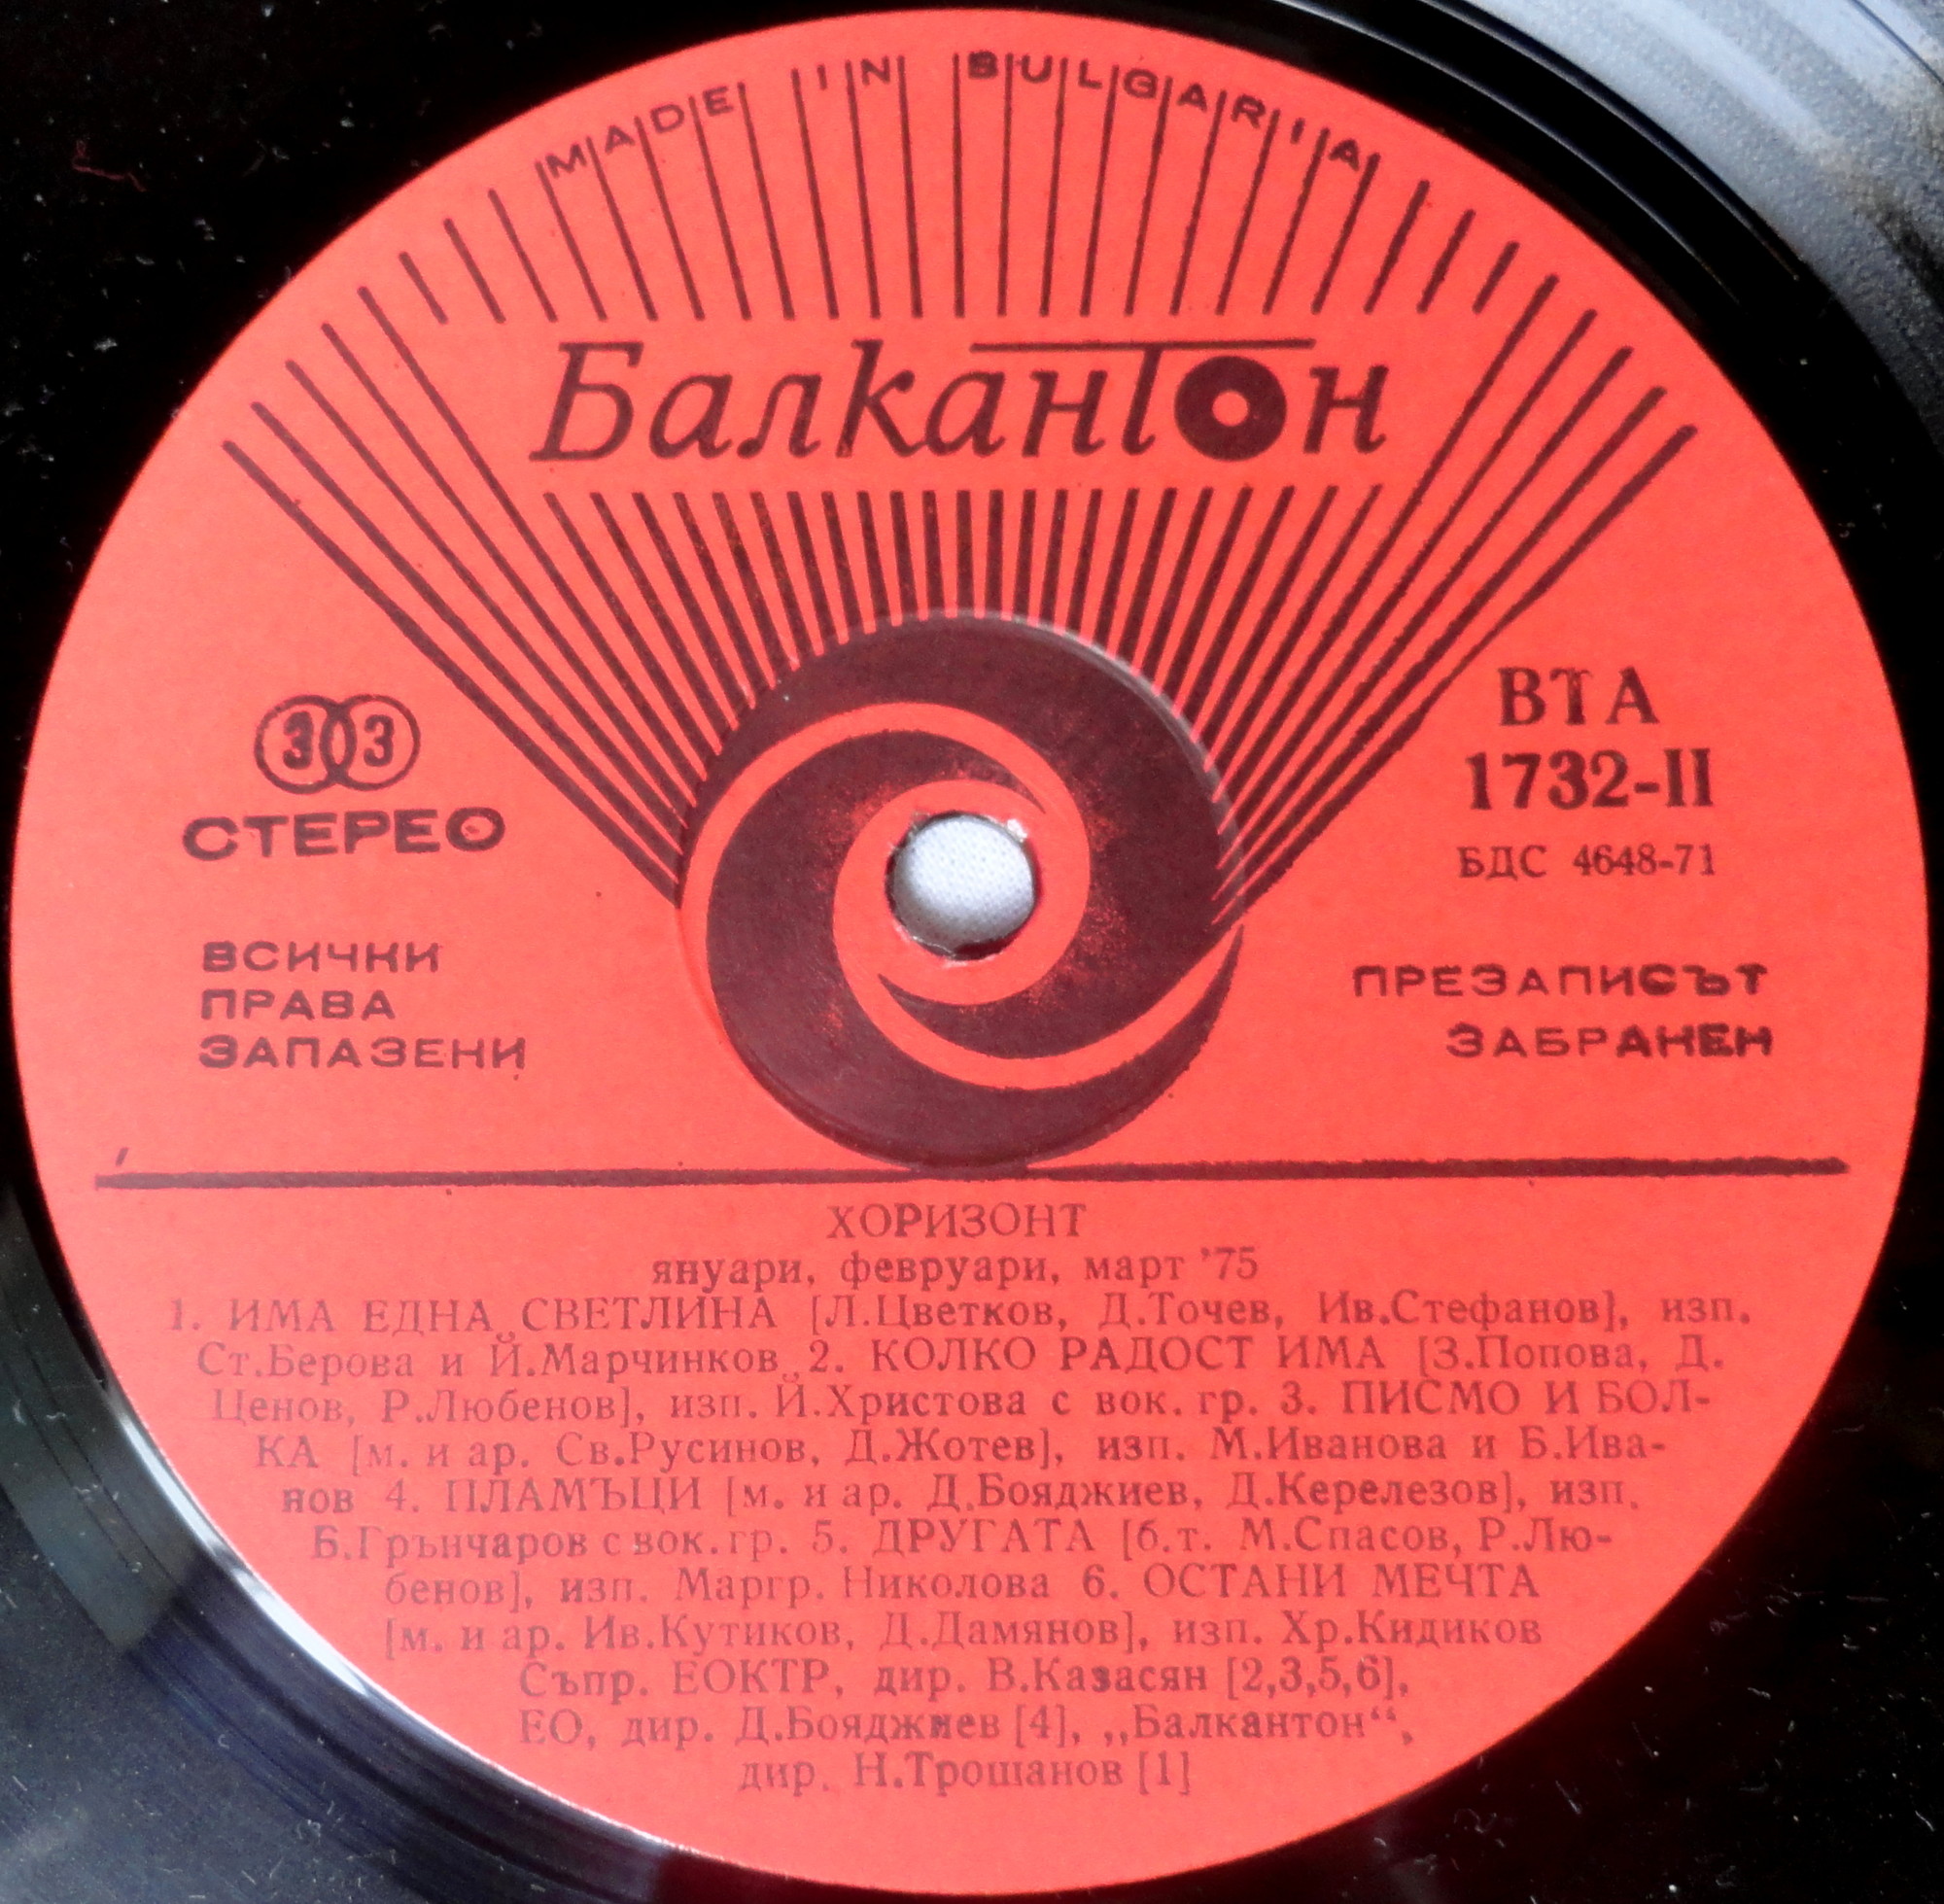 MADE IN BULGARIA
Балкантон
33
СТЕРЕО
ВТА
1732-II
БДС 4648-71
ВСИЧКИ
ПРАВА
ЗАПАЗЕНИ
ПРЕЗАПИСЪТ
ЗАБРАНЕН
ХОРИЗОНТ
януари, февруари, март '75
1. ИМА ЕДНА СВЕТЛИНА [Л.Цветков, Д.Точев, Ив.Стефанов], изп.
Ст.Берова и Й.Марчинков 2. КОЛКО РАДОСТ ИМА [З.Попова, Д.
Ценов, Р.Любенов], изп. Й.Христова с вок. гр. 3. ПИСМО И БОЛ-
КА [м. и ар. Св.Русинов, Д.Жотев], изп. М.Иванова и Б.Ива-
нов 4. ПЛАМЪЦИ [м. и ар. Д.Бояджиев, Д.Керелезов], изп.
Б.Грънчаров с вок. гр. 5. ДРУГАТА [б.т. М.Спасов, Р.Лю-
бенов], изп. Маргр. Николова 6. ОСТАНИ МЕЧТА
[м. и ар. Ив.Кутиков, Д.Дамянов], изп. Хр.Кидиков
Съпр. ЕОКТР, дир. В.Казасян [2,3,5,6],
ЕО, дир. Д.Бояджиев [4], „Балкантон“,
дир. Н.Трошанов [1]